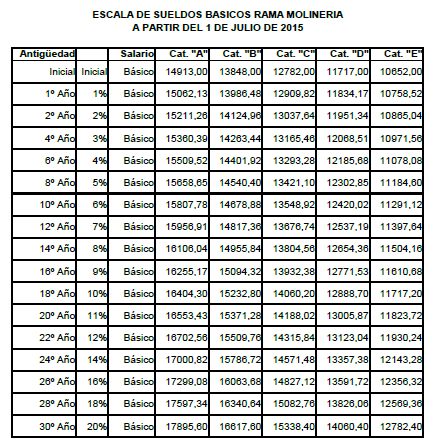 ESCALA DE SUELDOS BASICOS RAMA MOLINERIA
A PARTIR DEL 1 DE JULIO DE 2015
Antigüedad Salario Cat. "A" Cat. "B" Cat. "C" Cat. "D" Cat. "E"
Inicial Inicial Básico 14913,00 13848,00 12782,00 11717,00 10652,00
1º Año 1% Básico 15062,13 13986,48 12909,82 11834,17 10758,52
2º Año 2% Básico 15211,26 14124,96 13037,64 11951,34 10865,04
4º Año 3% Básico 15360,39 14263,44 13165,46 12068,51 10971,56
6º Año 4% Básico 15509,52 14401,92 13293,28 12185,68 11078,08
8º Año 5% Básico 15658,65 14540,40 13421,10 12302,85 11184,60
10º Año 6% Básico 15807,78 14678,88 13548,92 12420,02 11291,12
12º Año 7% Básico 15956,91 14817,36 13676,74 12537,19 11397,64
14º Año 8% Básico 16106,04 14955,84 13804,56 12654,36 11504,16
16º Año 9% Básico 16255,17 15094,32 13932,38 12771,53 11610,68
18º Año 10% Básico 16404,30 15232,80 14060,20 12888,70 11717,20
20º Año 11% Básico 16553,43 15371,28 14188,02 13005,87 11823,72
22º Año 12% Básico 16702,56 15509,76 14315,84 13123,04 11930,24
24º Año 14% Básico 17000,82 15786,72 14571,48 13357,38 12143,28
26º Año 16% Básico 17299,08 16063,68 14827,12 13591,72 12356,32
28º Año 18% Básico 17597,34 16340,64 15082,76 13826,06 12569,36
30º Año 20% Básico 17895,60 16617,60 15338,40 14060,40 12782,40